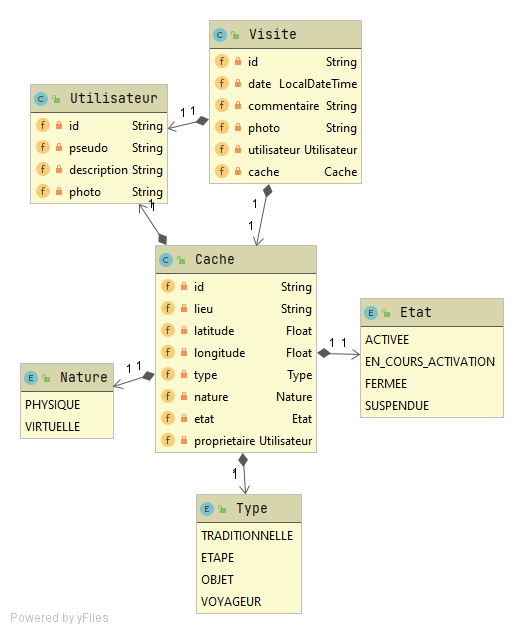 C Visite
f id String
f date LocalDateTime
f commentaire String
f photo String
f utilisateur Utilisateur
f cache Cache
C Utilisateur
f id String
f pseudo String
f description String
f photo String
1 1
1
1
1
1
C Cache
f id String
f lieu String
f latitude Float
f longitude Float
f type Type
f nature Nature
f etat Etat
f proprietaire Utilisateur
E Etat
ACTIVEE
EN_COURS_ACTIVATION
FERMEE
SUSPENDUE
1 1
E Nature
PHYSIQUE
VIRTUELLE
1 1
1
1
E Type
TRADITIONNELLE
ETAPE
OBJET
VOYAGEUR
Powered by yFiles